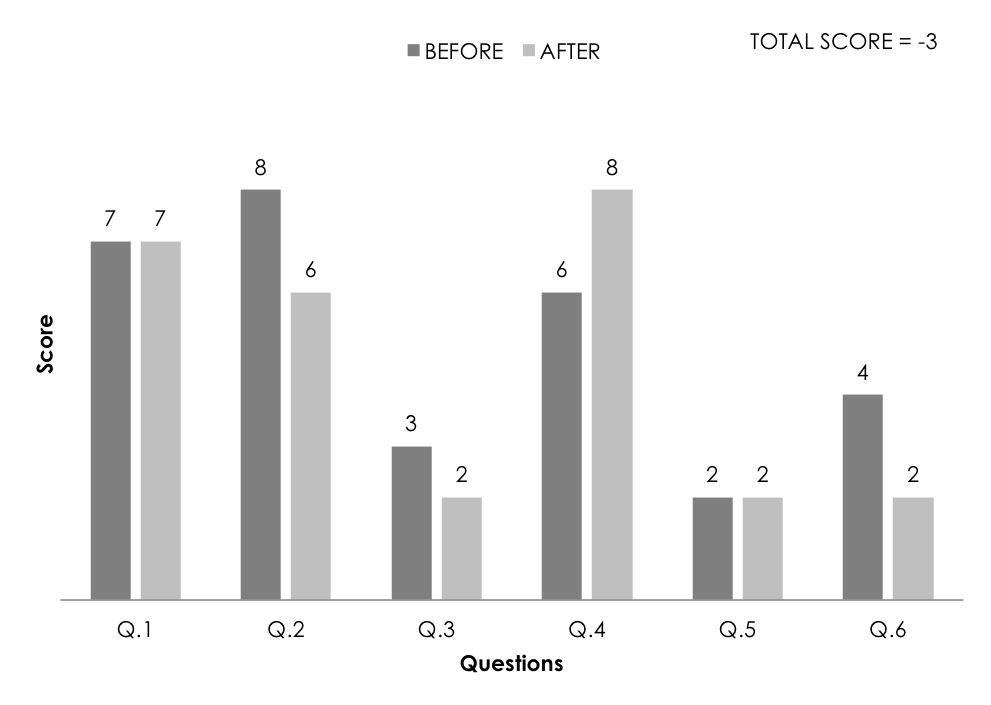 TOTAL SCORE = -3
BEFORE AFTER
7 7 8 6 3 2 6 8 2 2 4 2
Score
Q.1 Q.2 Q.3 Q.4 Q.5 Q.6
Questions